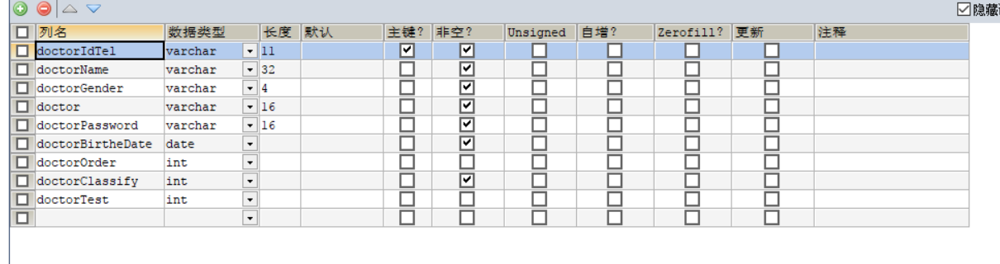 隐藏
列名 数据类型 长度 默认 主键? 非空? Unsigned 自增? Zerofill? 更新 注释
doctorIdTel varchar 11
doctorName varchar 32
doctorGender varchar 4
doctor varchar 16
doctorPassword varchar 16
doctorBirtheDate date
doctorOrder int
doctorClassify int
doctorTest int